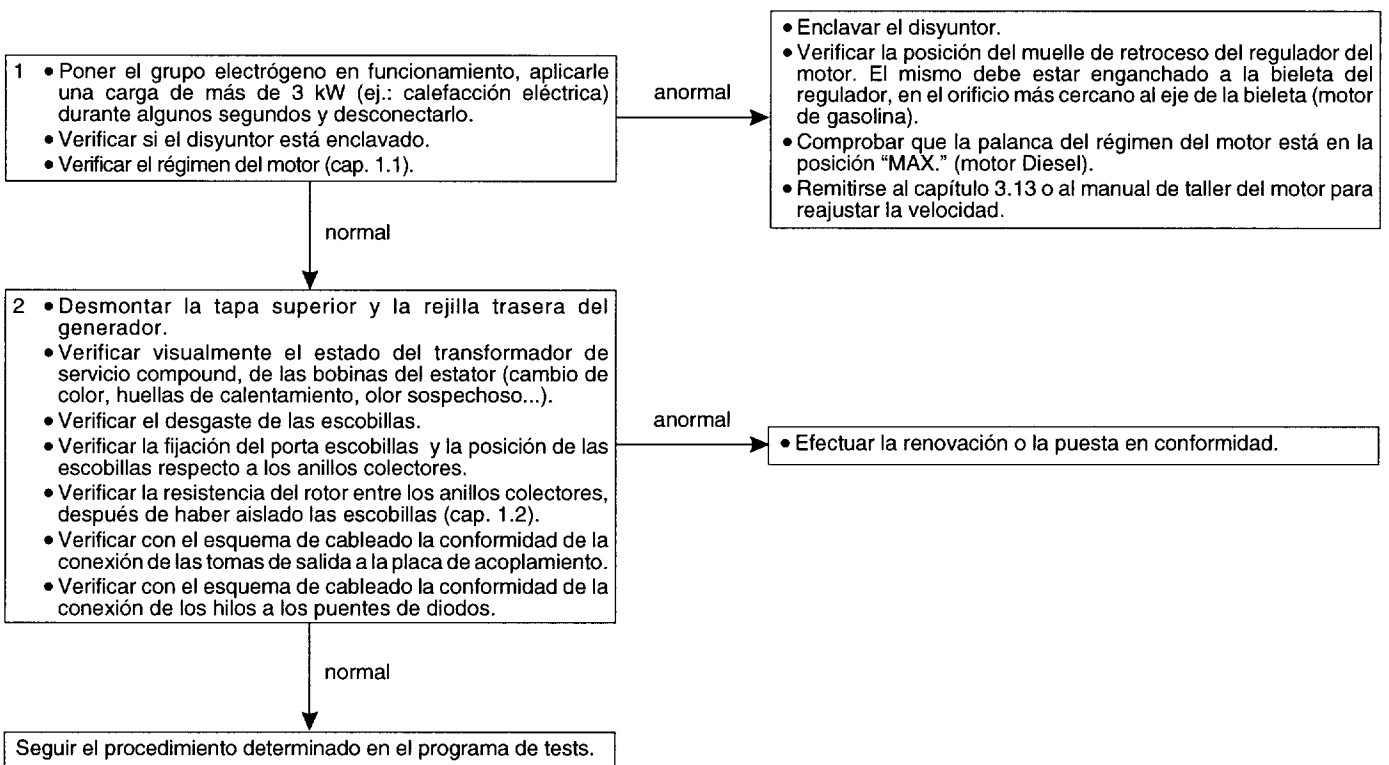 1 • Poner el grupo electrógeno en funcionamiento, aplicarle
una carga de más de 3 kW (ej.: calefacción eléctrica)
durante algunos segundos y desconectarlo.
• Verificar si el disyuntor está enclavado.
• Verificar el régimen del motor (cap. 1.1).
anormal
• Enclavar el disyuntor.
• Verificar la posición del muelle de retroceso del regulador del
motor. El mismo debe estar enganchado a la bieleta del
regulador, en el orificio más cercano al eje de la bieleta (motor
de gasolina).
• Comprobar que la palanca del régimen del motor está en la
posición “MAX.” (motor Diesel).
• Remitirse al capítulo 3.13 o al manual de taller del motor para
reajustar la velocidad.
normal
2 • Desmontar la tapa superior y la rejilla trasera del
generador.
• Verificar visualmente el estado del transformador de
servicio compound, de las bobinas del estator (cambio de
color, huellas de calentamiento, olor sospechoso...).
• Verificar el desgaste de las escobillas.
• Verificar la fijación del porta escobillas y la posición de las
escobillas respecto a los anillos colectores.
• Verificar la resistencia del rotor entre los anillos colectores,
después de haber aislado las escobillas (cap. 1.2).
• Verificar con el esquema de cableado la conformidad de la
conexión de las tomas de salida a la placa de acoplamiento.
• Verificar con el esquema de cableado la conformidad de la
conexión de los hilos a los puentes de diodos.
anormal
• Efectuar la renovación o la puesta en conformidad.
normal
Seguir el procedimiento determinado en el programa de tests.